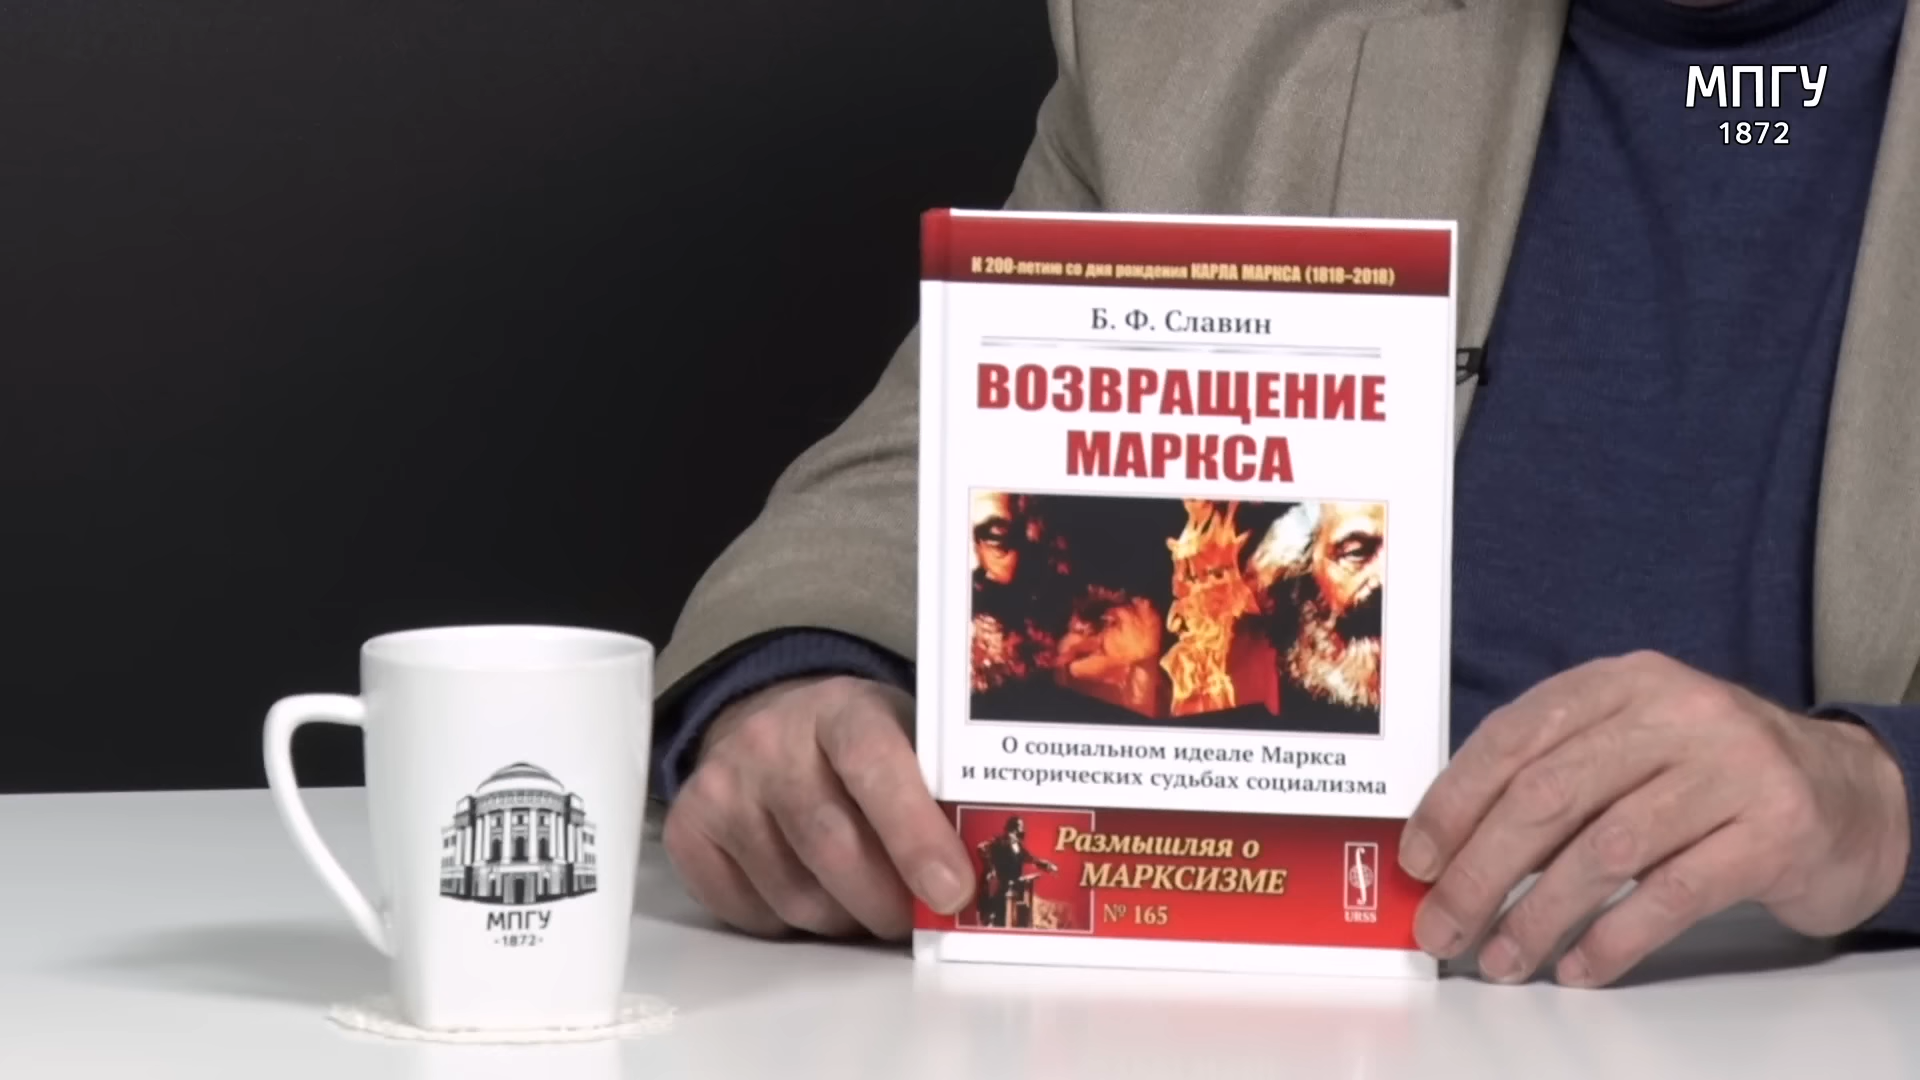 МПГУ
1872
К 200-летию со дня рождения КАРЛА МАРКСА (1818–2018)
Б. Ф. Славин
ВОЗВРАЩЕНИЕ
МАРКСА
О социальном идеале Маркса
и исторических судьбах социализма
Размышляя о
МАРКСИЗМЕ
№ 165
URSS
МПГУ
·1872·